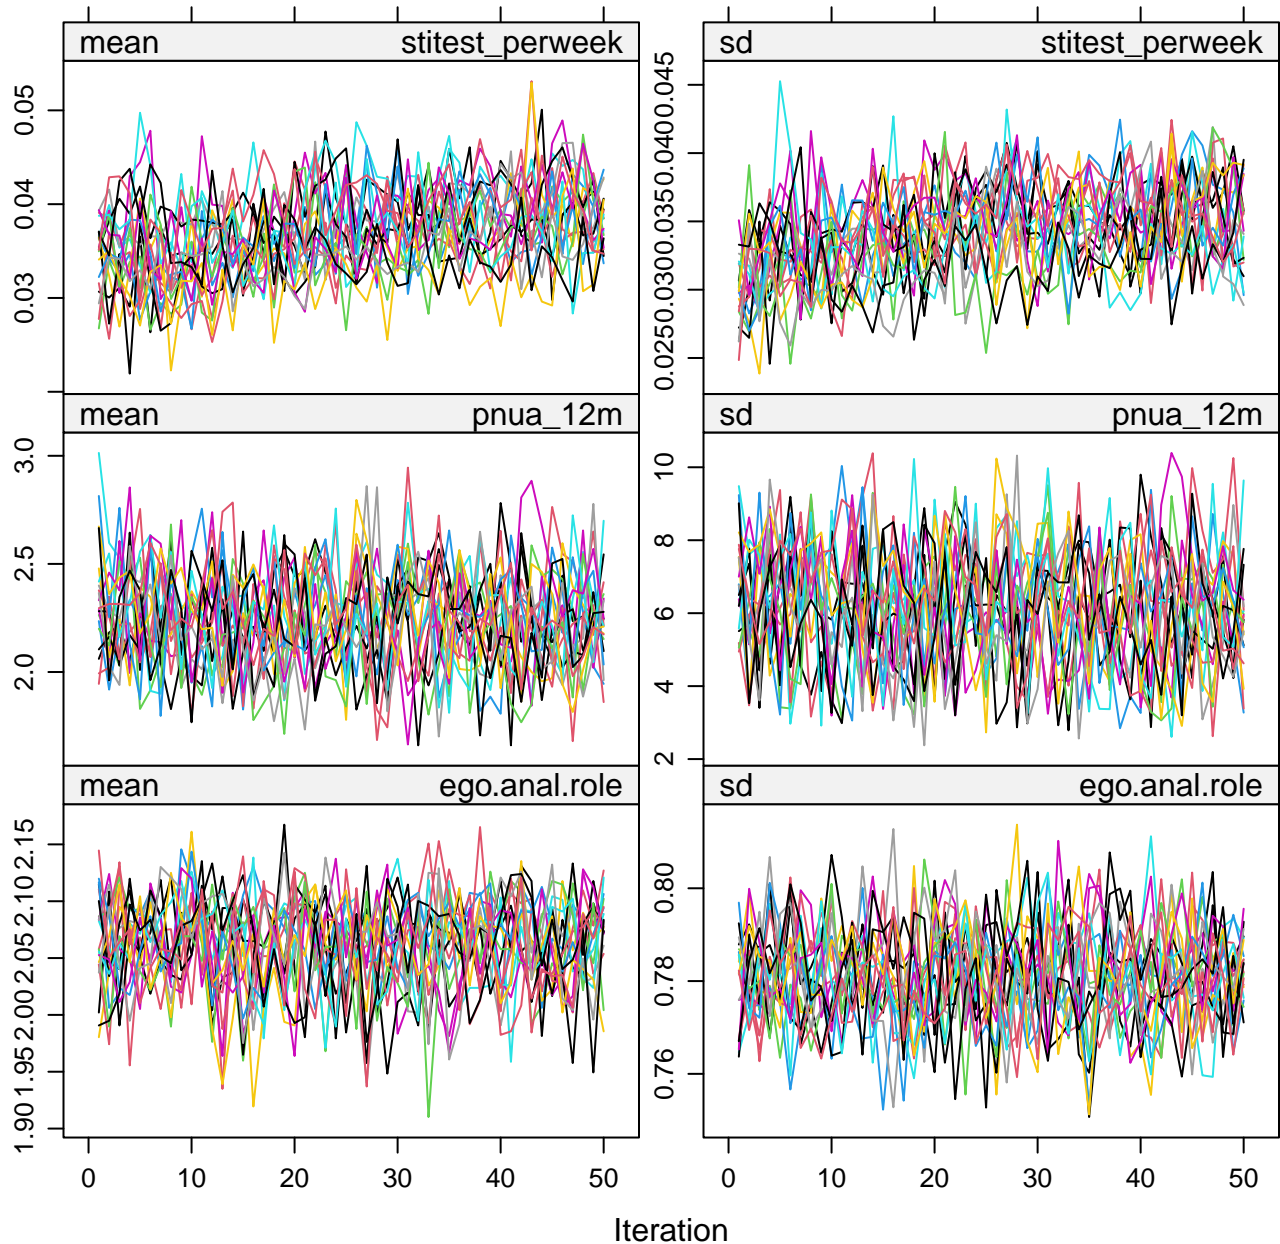 mean stitest_perweek
sd stitest_perweek
0.03 0.04 0.05
0.025 0.030 0.035 0.040 0.045
mean pnua_12m
sd pnua_12m
2.0 2.5 3.0
2 4 6 8 10
mean ego.anal.role
sd ego.anal.role
1.90 1.95 2.00 2.05 2.10 2.15
0.76 0.78 0.80
0 10 20 30 40 50
0 10 20 30 40 50
Iteration